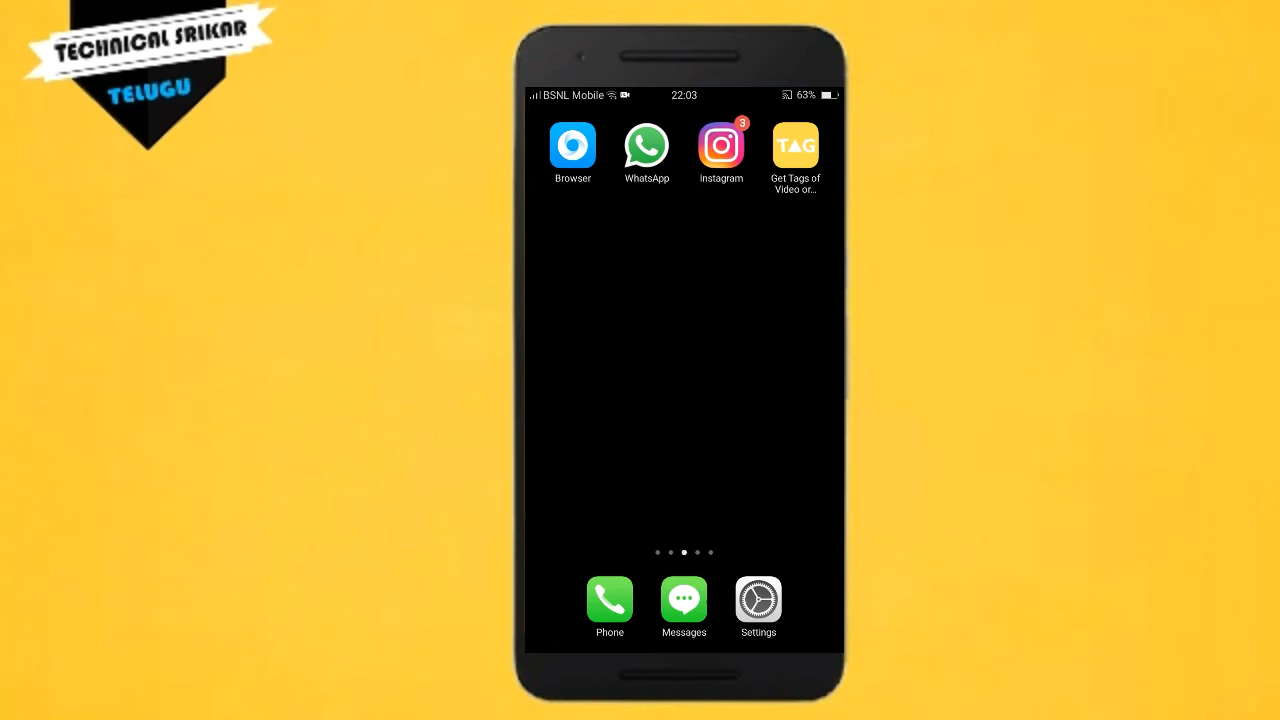 TECHNICAL SRIKAR
TELUGU
BSNL Mobile 22:03 63%
3
Browser WhatsApp Instagram Get Tags of Video or...
TAG
Phone Messages Settings